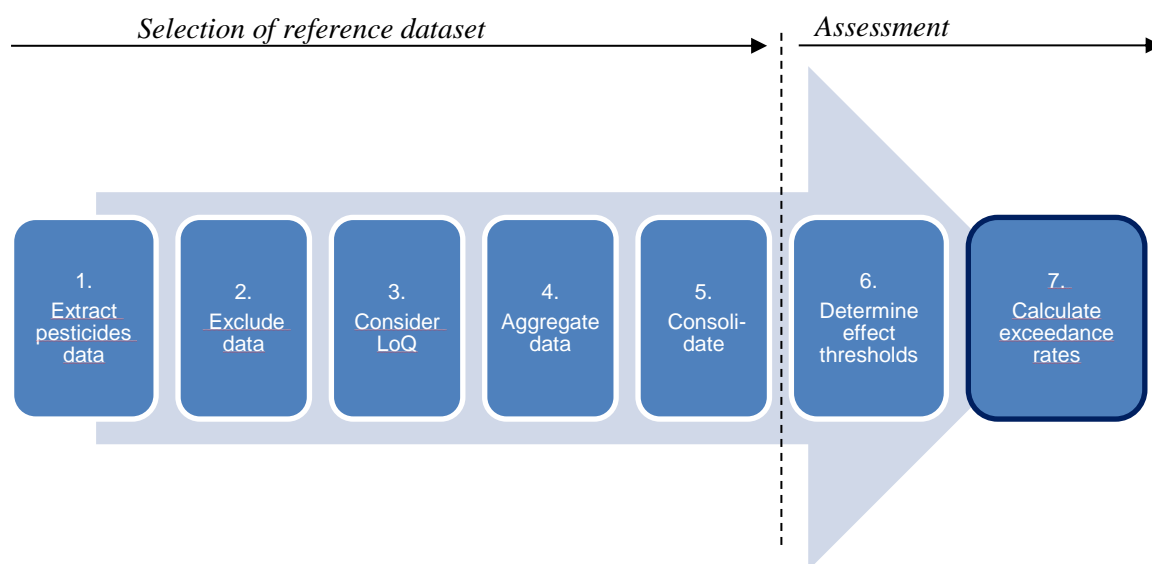 Selection of reference dataset
Assessment
1.
Extract
pesticides
data
2.
Exclude
data
3.
Consider
LoQ
4.
Aggregate
data
5.
Consoli-
date
6.
Determine
effect
thresholds
7.
Calculate
exceedance
rates